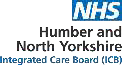 NHS
Humber and
North Yorkshire
Integrated Care Board (ICB)